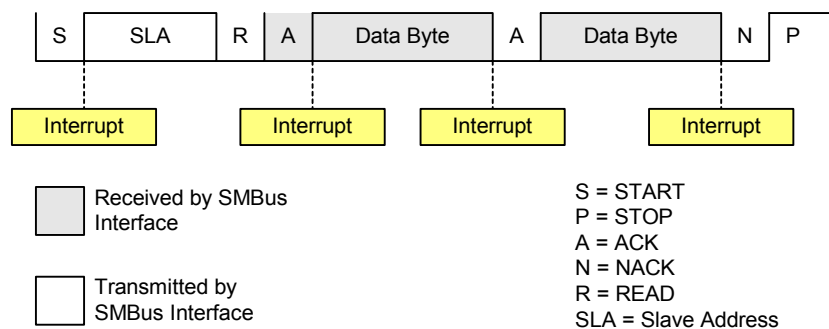 S SLA R A Data Byte A Data Byte N P
Interrupt Interrupt Interrupt Interrupt
Received by SMBus
Interface
Transmitted by
SMBus Interface
S = START
P = STOP
A = ACK
N = NACK
R = READ
SLA = Slave Address